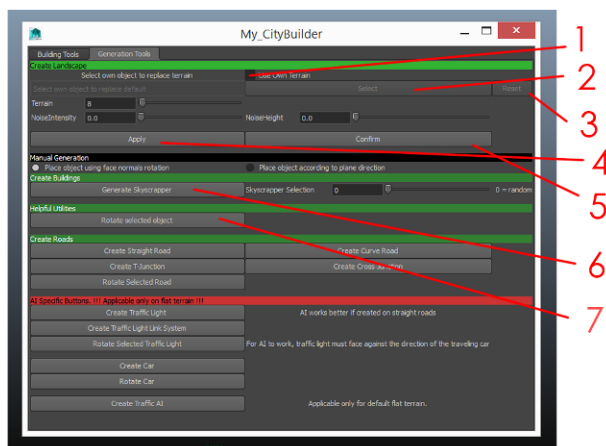 My_CityBuilder
1
Building Tools Generation Tools
Create Landscape
Select own object to replace terrain Use Own Terrain
2
Select own object to replace default Select Reset
3
Terrain 8
NoiseIntensity 0.0 NoiseHeight 0.0
Apply Confirm
4
Manual Generation
Place object using face normals rotation Place object according to plane direction
5
Create Buildings
Generate Skyscrapper Skyscrapper Selection 0 0 = random
6
Helpful Utilities
Rotate selected object
7
Create Roads
Create Straight Road Create Curve Road
Create T-Junction Create Cross-Junction
Rotate Selected Road
AI Specific Buttons. !!! Applicable only on flat terrain !!!
Create Traffic Light AI works better if created on straight roads
Create Traffic Light Link System
Rotate Selected Traffic Light For AI to work, traffic light must face against the direction of the traveling car
Create Car
Rotate Car
Create Traffic AI Applicable only for default flat terrain.